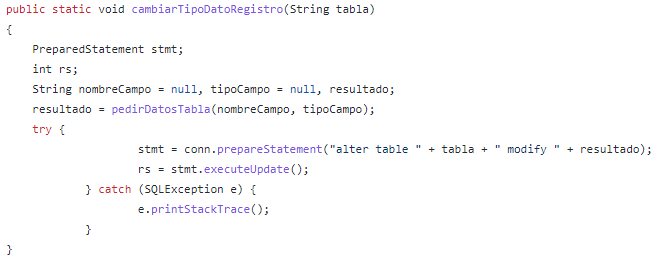 public static void cambiarTipoDatoRegistro(String tabla)
{
PreparedStatement stmt;
int rs;
String nombreCampo = null, tipoCampo = null, resultado;
resultado = pedirDatosTabla(nombreCampo, tipoCampo);
try {
stmt = conn.prepareStatement("alter table " + tabla + " modify " + resultado);
rs = stmt.executeUpdate();
} catch (SQLException e) {
e.printStackTrace();
}
}